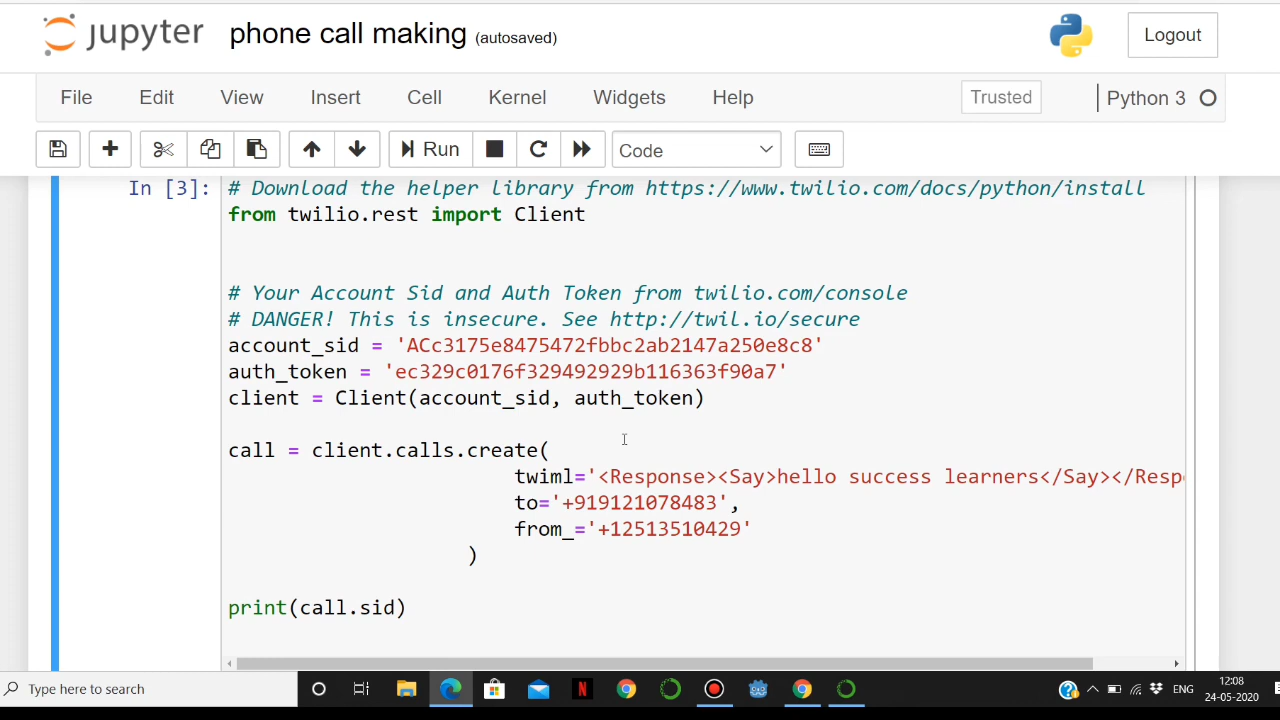 jupyter phone call making (autosaved) Logout
File Edit View Insert Cell Kernel Widgets Help Trusted Python 3
Run Code
In [3]: # Download the helper library from https://www.twilio.com/docs/python/install
from twilio.rest import Client
# Your Account Sid and Auth Token from twilio.com/console
# DANGER! This is insecure. See http://twil.io/secure
account_sid = 'ACc3175e8475472fbbc2ab2147a250e8c8'
auth_token = 'ec329c0176f329492929b116363f90a7'
client = Client(account_sid, auth_token)
call = client.calls.create(
twiml='<Response><Say>hello success learners</Say></Resp
to='+919121078483',
from_='+12513510429'
)
print(call.sid)
Type here to search ENG 12:08
24-05-2020